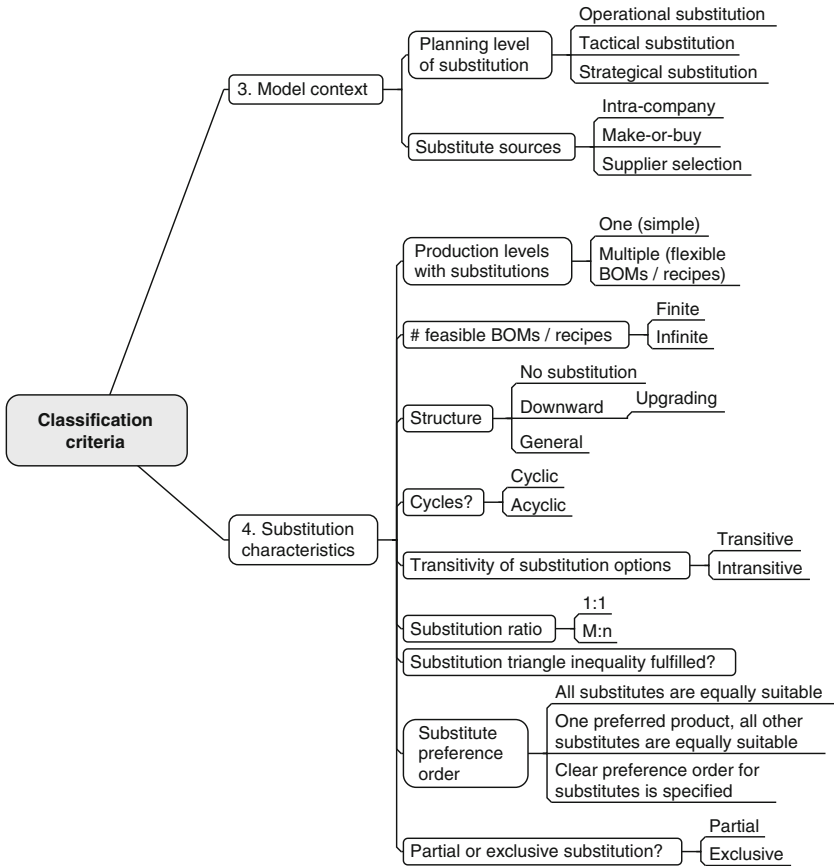 Classification
criteria
3. Model context
Planning level
of substitution
Operational substitution
Tactical substitution
Strategical substitution
Substitute sources
Intra-company
Make-or-buy
Supplier selection
4. Substitution
characteristics
Production levels
with substitutions
One (simple)
Multiple (flexible
BOMs / recipes)
# feasible BOMs / recipes
Finite
Infinite
Structure
No substitution
Downward
Upgrading
General
Cycles?
Cyclic
Acyclic
Transitivity of substitution options
Transitive
Intransitive
Substitution ratio
1:1
M:n
Substitution triangle inequality fulfilled?
Substitute
preference
order
All substitutes are equally suitable
One preferred product, all other
substitutes are equally suitable
Clear preference order for
substitutes is specified
Partial or exclusive substitution?
Partial
Exclusive